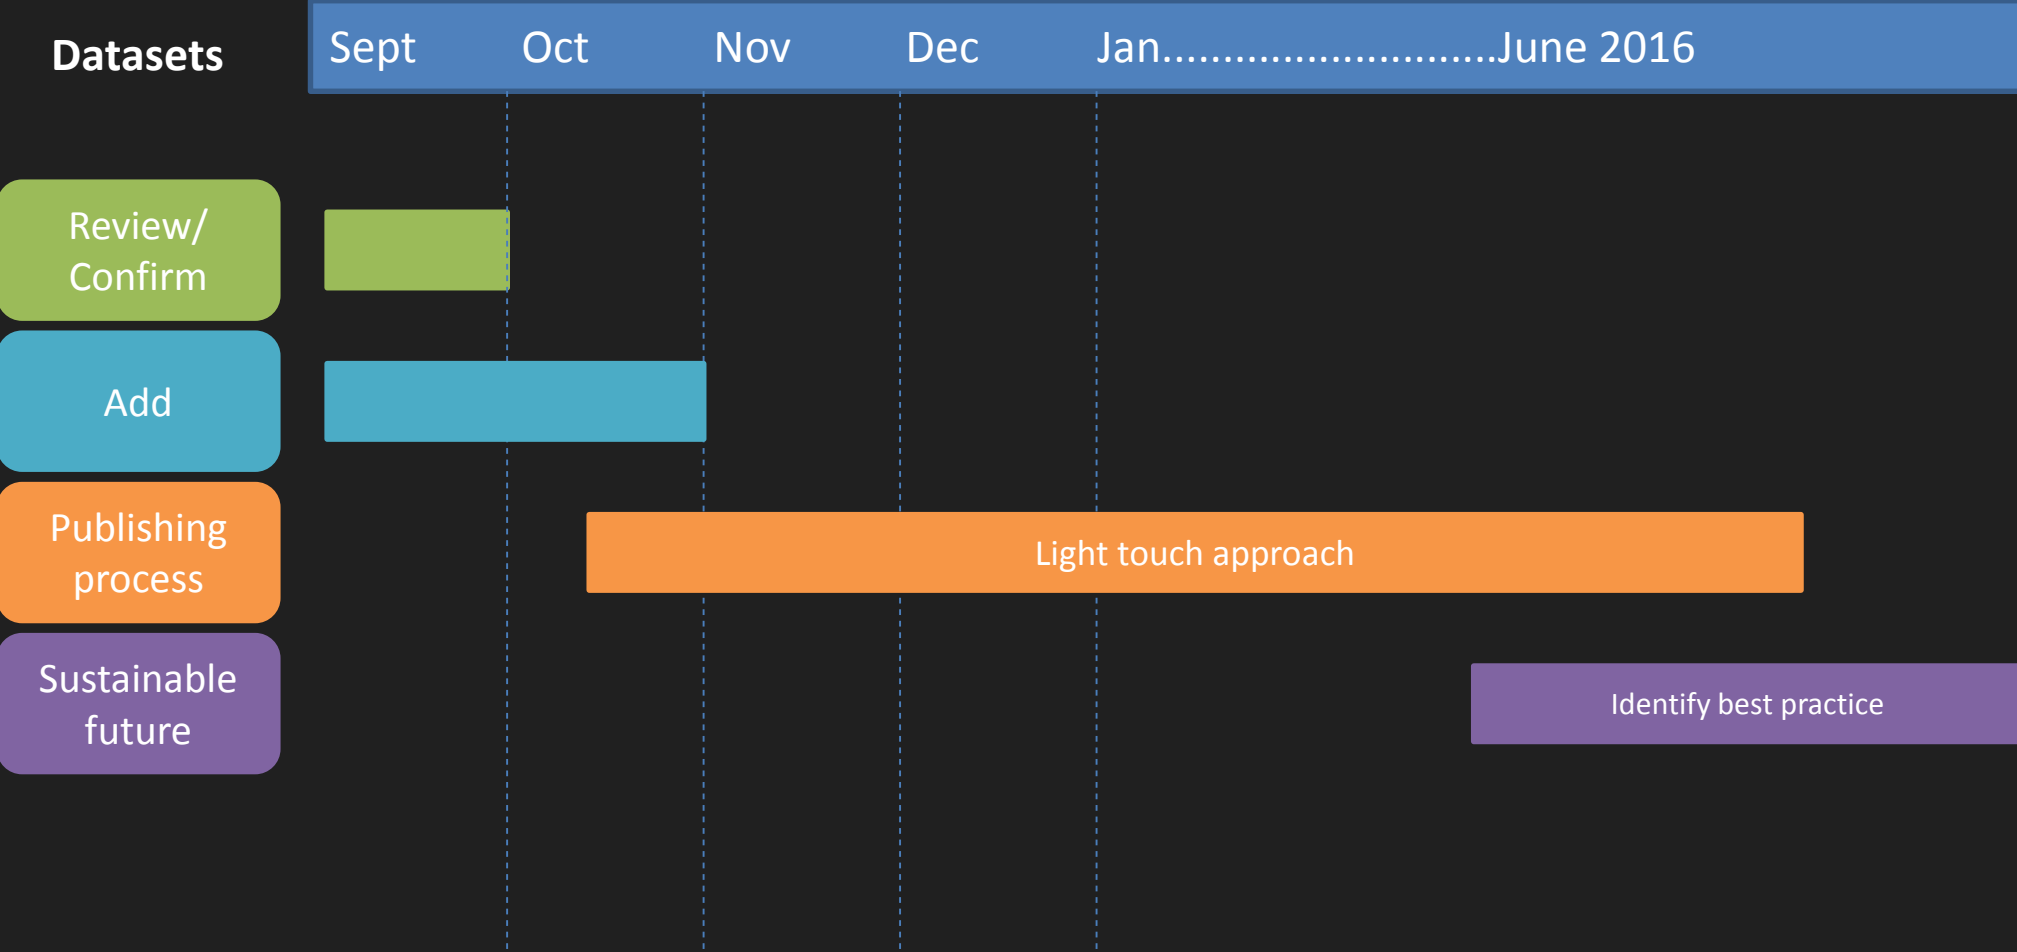 Datasets
Sept Oct Nov Dec Jan............................June 2016
Review/
Confirm
Add
Publishing
process
Light touch approach
Sustainable
future
Identify best practice